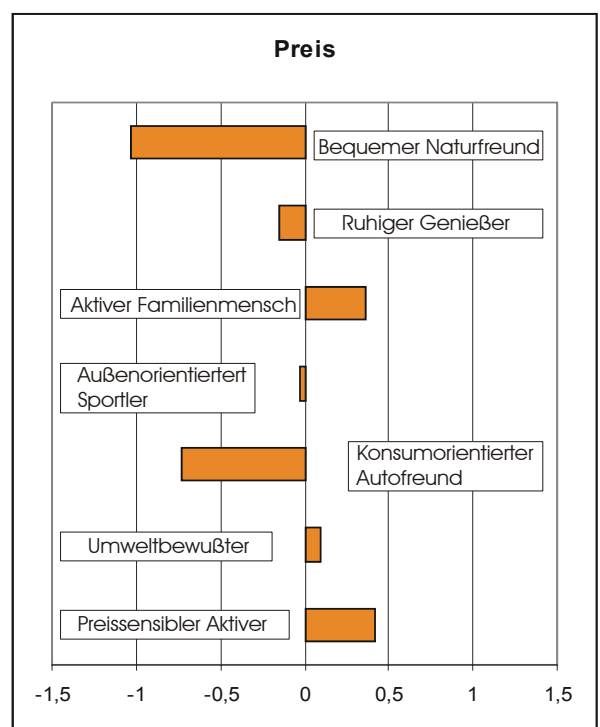 Preis
Bequemer Naturfreund
Ruhiger Genießer
Aktiver Familienmensch
Außenorientiertert
Sportler
Konsumorientierter
Autofreund
Umweltbewußter
Preissensibler Aktiver
-1,5 -1 -0,5 0 0,5 1 1,5